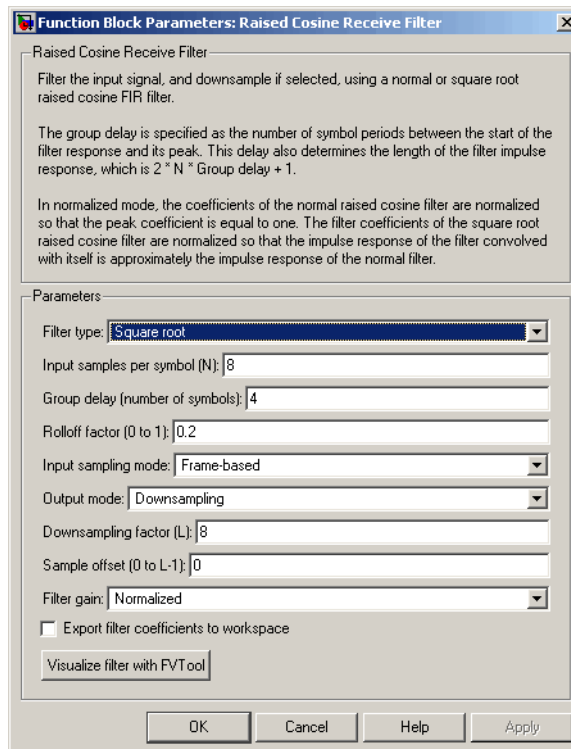 Function Block Parameters: Raised Cosine Receive Filter
Raised Cosine Receive Filter
Filter the input signal, and downsample if selected, using a normal or square root
raised cosine FIR filter.
The group delay is specified as the number of symbol periods between the start of the
filter response and its peak. This delay also determines the length of the filter impulse
response, which is 2 * N * Group delay + 1.
In normalized mode, the coefficients of the normal raised cosine filter are normalized
so that the peak coefficient is equal to one. The filter coefficients of the square root
raised cosine filter are normalized so that the impulse response of the filter convolved
with itself is approximately the impulse response of the normal filter.
Parameters
Filter type: Square root
Input samples per symbol (N): 8
Group delay (number of symbols): 4
Rolloff factor (0 to 1): 0.2
Input sampling mode: Frame-based
Output mode: Downsampling
Downsampling factor (L): 8
Sample offset (0 to L-1): 0
Filter gain: Normalized
Export filter coefficients to workspace
Visualize filter with FVTool
OK Cancel Help Apply